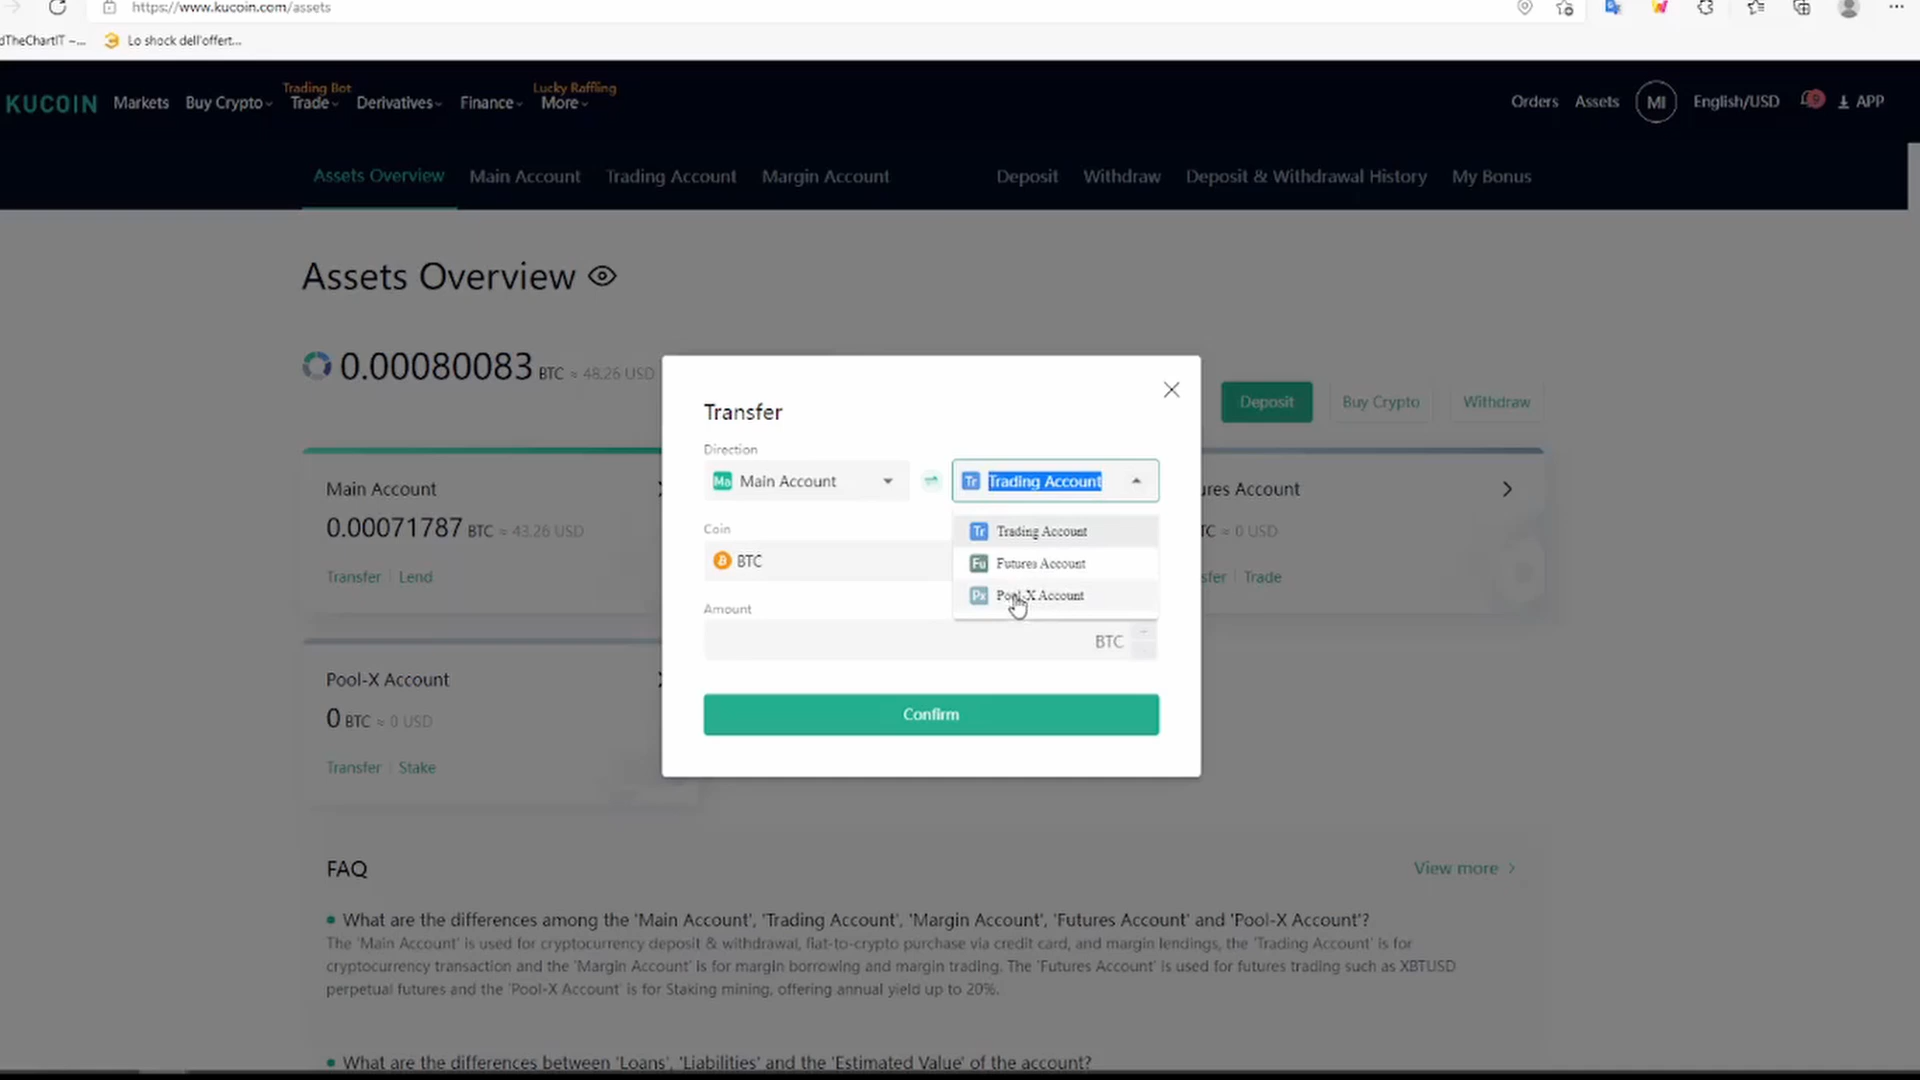 https://www.kucoin.com/assets
dTheChartIT –...
Lo shock dell'offert...
KUCOIN
Markets
Buy Crypto
Trading Bot
Trade
Derivatives
Finance
Lucky Raffling
More
Orders
Assets
MI
English/USD
APP
Assets Overview
Main Account
Trading Account
Margin Account
Deposit
Withdraw
Deposit & Withdrawal History
My Bonus
Assets Overview
0.00080083 BTC ≈ 48.26 USD
Deposit
Buy Crypto
Withdraw
Main Account
0.00071787 BTC ≈ 43.26 USD
Transfer
Lend
ures Account
TC ≈ 0 USD
sfer
Trade
Transfer
Direction
Ma Main Account
Tr Trading Account
Tr Trading Account
Fu Futures Account
Px Pool-X Account
Coin
BTC
Amount
BTC
Confirm
Pool-X Account
0 BTC ≈ 0 USD
Transfer
Stake
FAQ
View more
What are the differences among the 'Main Account', 'Trading Account', 'Margin Account', 'Futures Account' and 'Pool-X Account'?
The 'Main Account' is used for cryptocurrency deposit & withdrawal, fiat-to-crypto purchase via credit card, and margin lendings, the 'Trading Account' is for
cryptocurrency transaction and the 'Margin Account' is for margin borrowing and margin trading. The 'Futures Account' is used for futures trading such as XBTUSD
perpetual futures and the 'Pool-X Account' is for Staking mining, offering annual yield up to 20%.
What are the differences between 'Loans', 'Liabilities' and the 'Estimated Value' of the account?